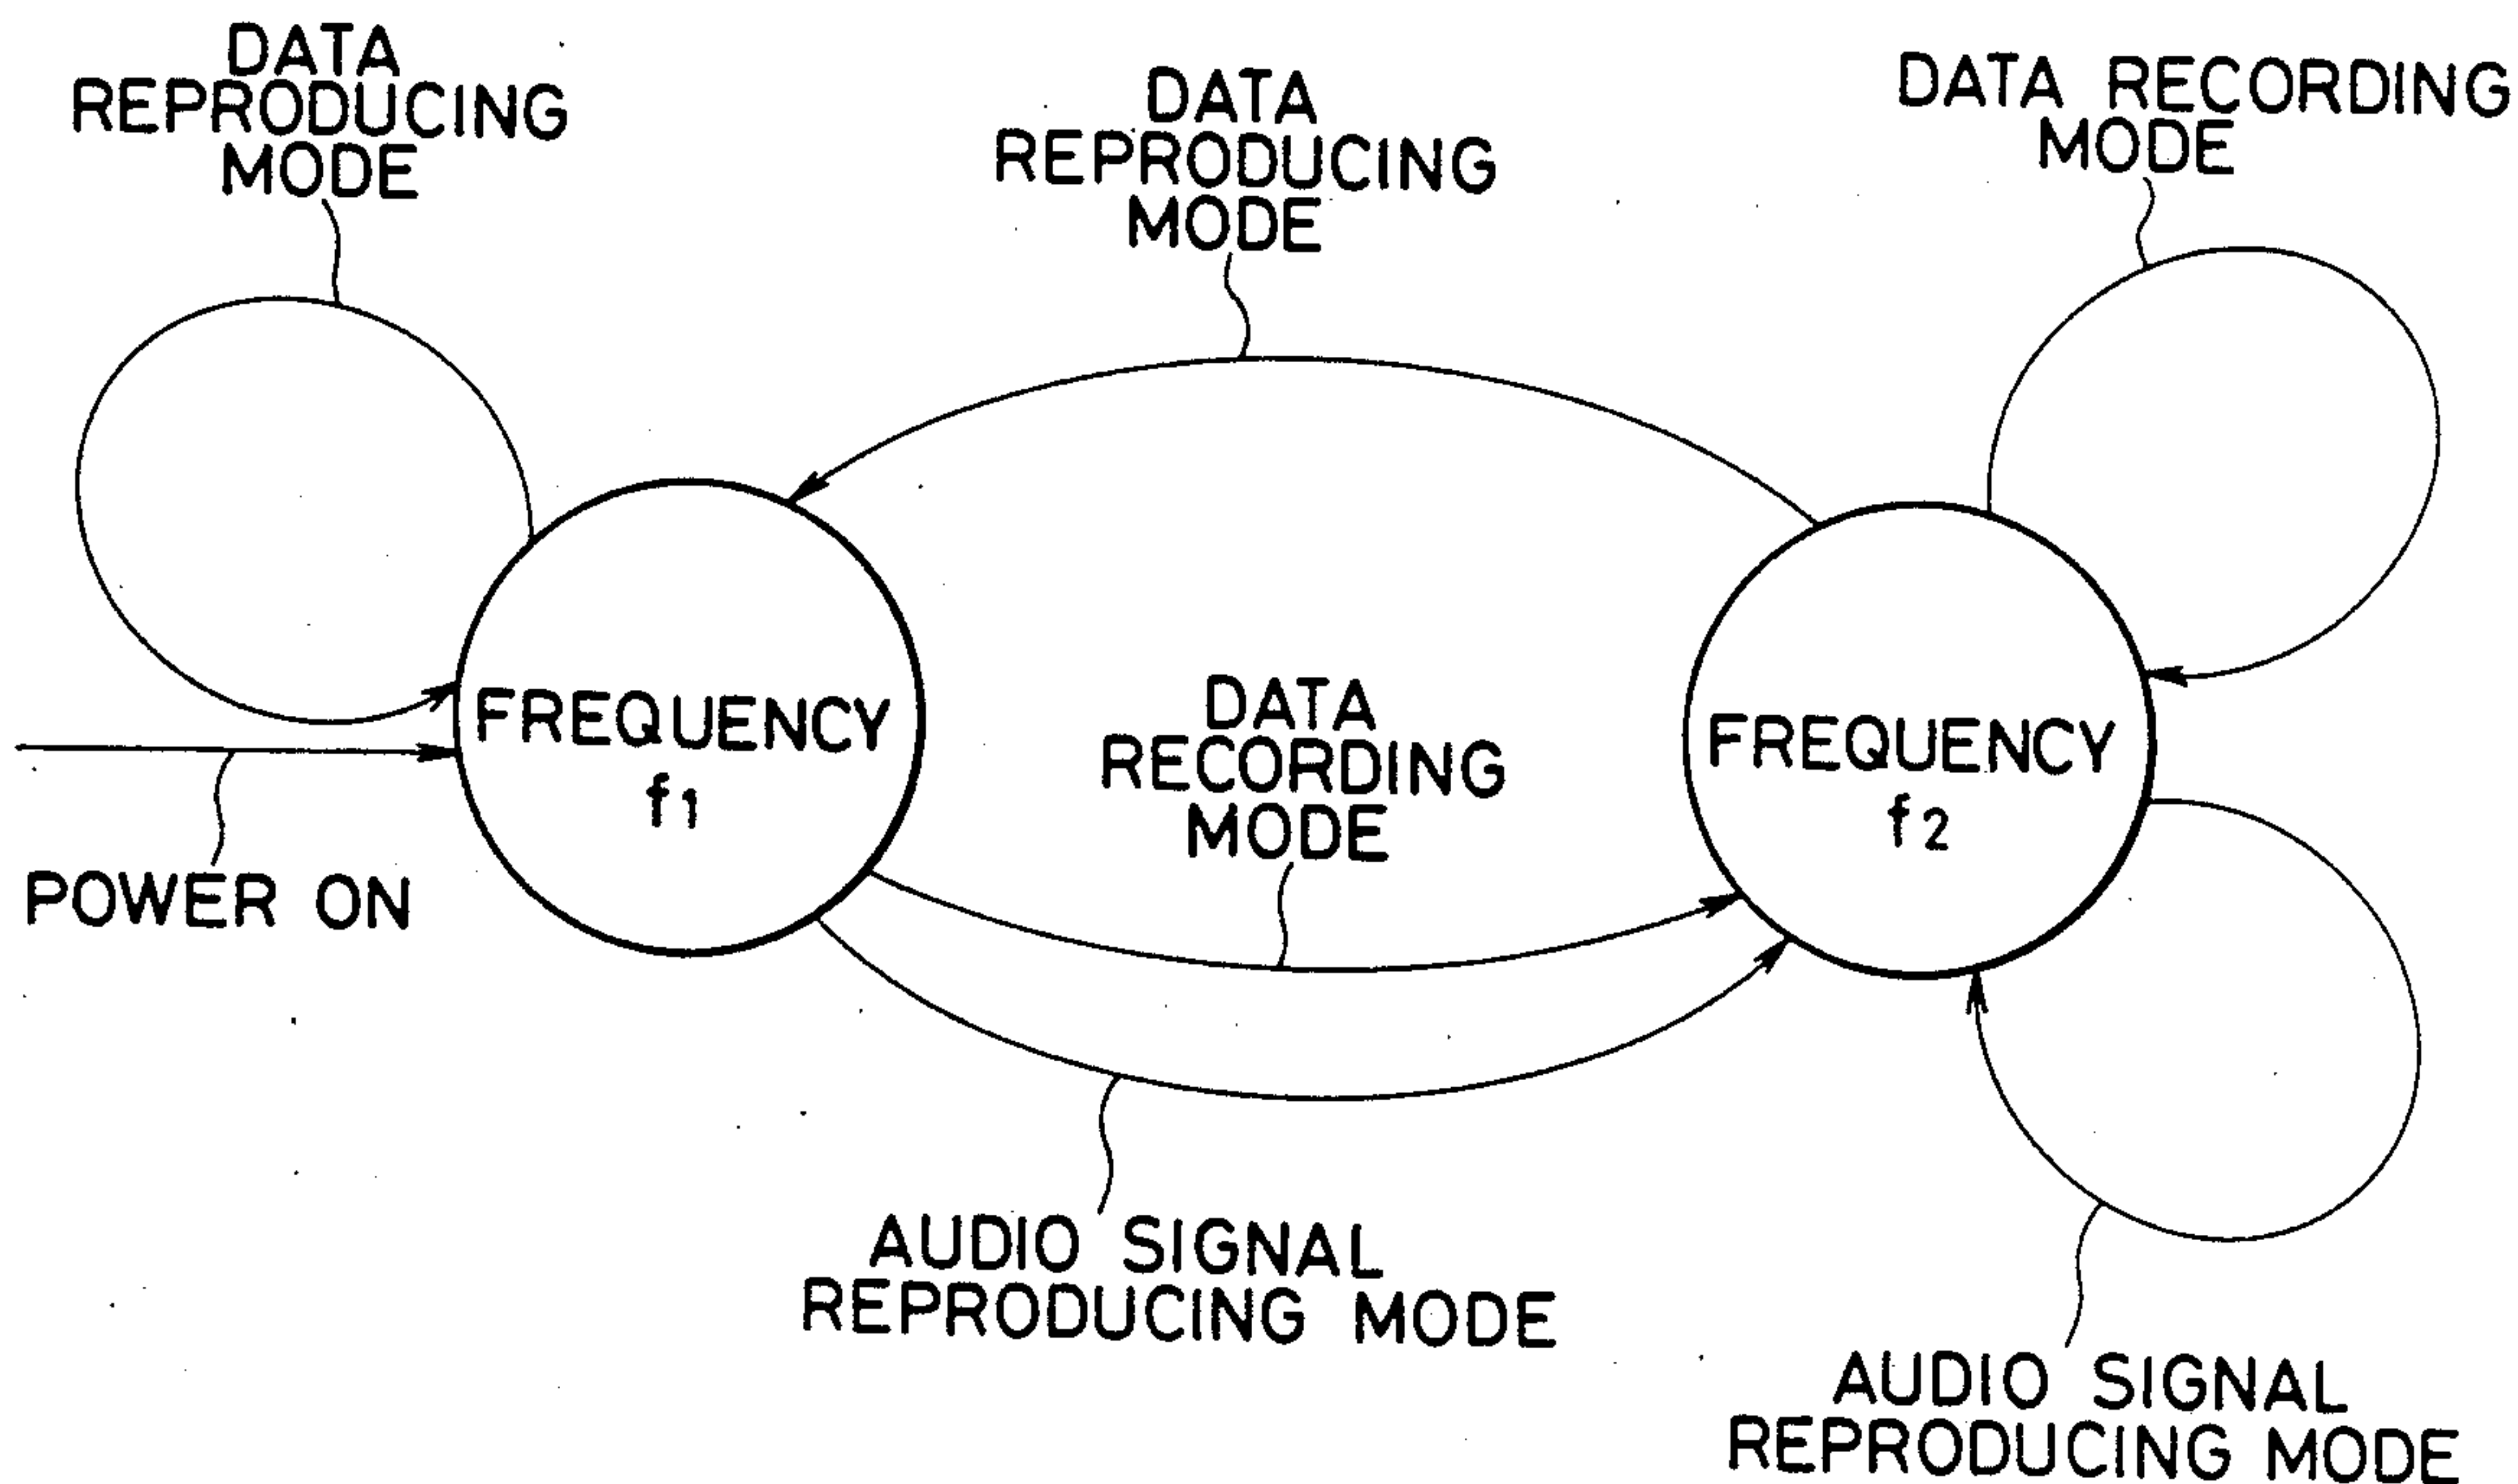 DATA
REPRODUCING
MODE
DATA
REPRODUCING
MODE
DATA RECORDING
MODE
FREQUENCY
f1
DATA
RECORDING
MODE
FREQUENCY
f2
POWER ON
AUDIO SIGNAL
REPRODUCING MODE
AUDIO SIGNAL
REPRODUCING MODE